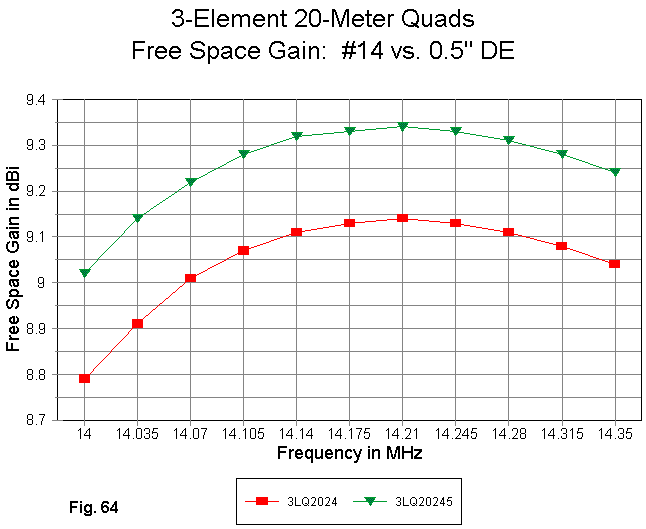 3-Element 20-Meter Quads
Free Space Gain: #14 vs. 0.5" DE
Free Space Gain in dBi
9.4
9.3
9.2
9.1
9
8.9
8.8
8.7
14 14.035 14.07 14.105 14.14 14.175 14.21 14.245 14.28 14.315 14.35
Frequency in MHz
3LQ2024 3LQ20245
Fig. 64